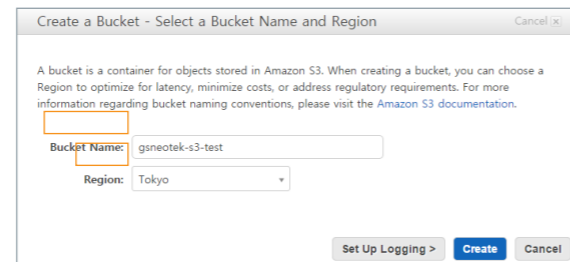 Create a Bucket - Select a Bucket Name and Region Cancel x
A bucket is a container for objects stored in Amazon S3. When creating a bucket, you can choose a
Region to optimize for latency, minimize costs, or address regulatory requirements. For more
information regarding bucket naming conventions, please visit the Amazon S3 documentation.
Bucket Name: gsneotek-s3-test
Region: Tokyo
Set Up Logging > Create Cancel